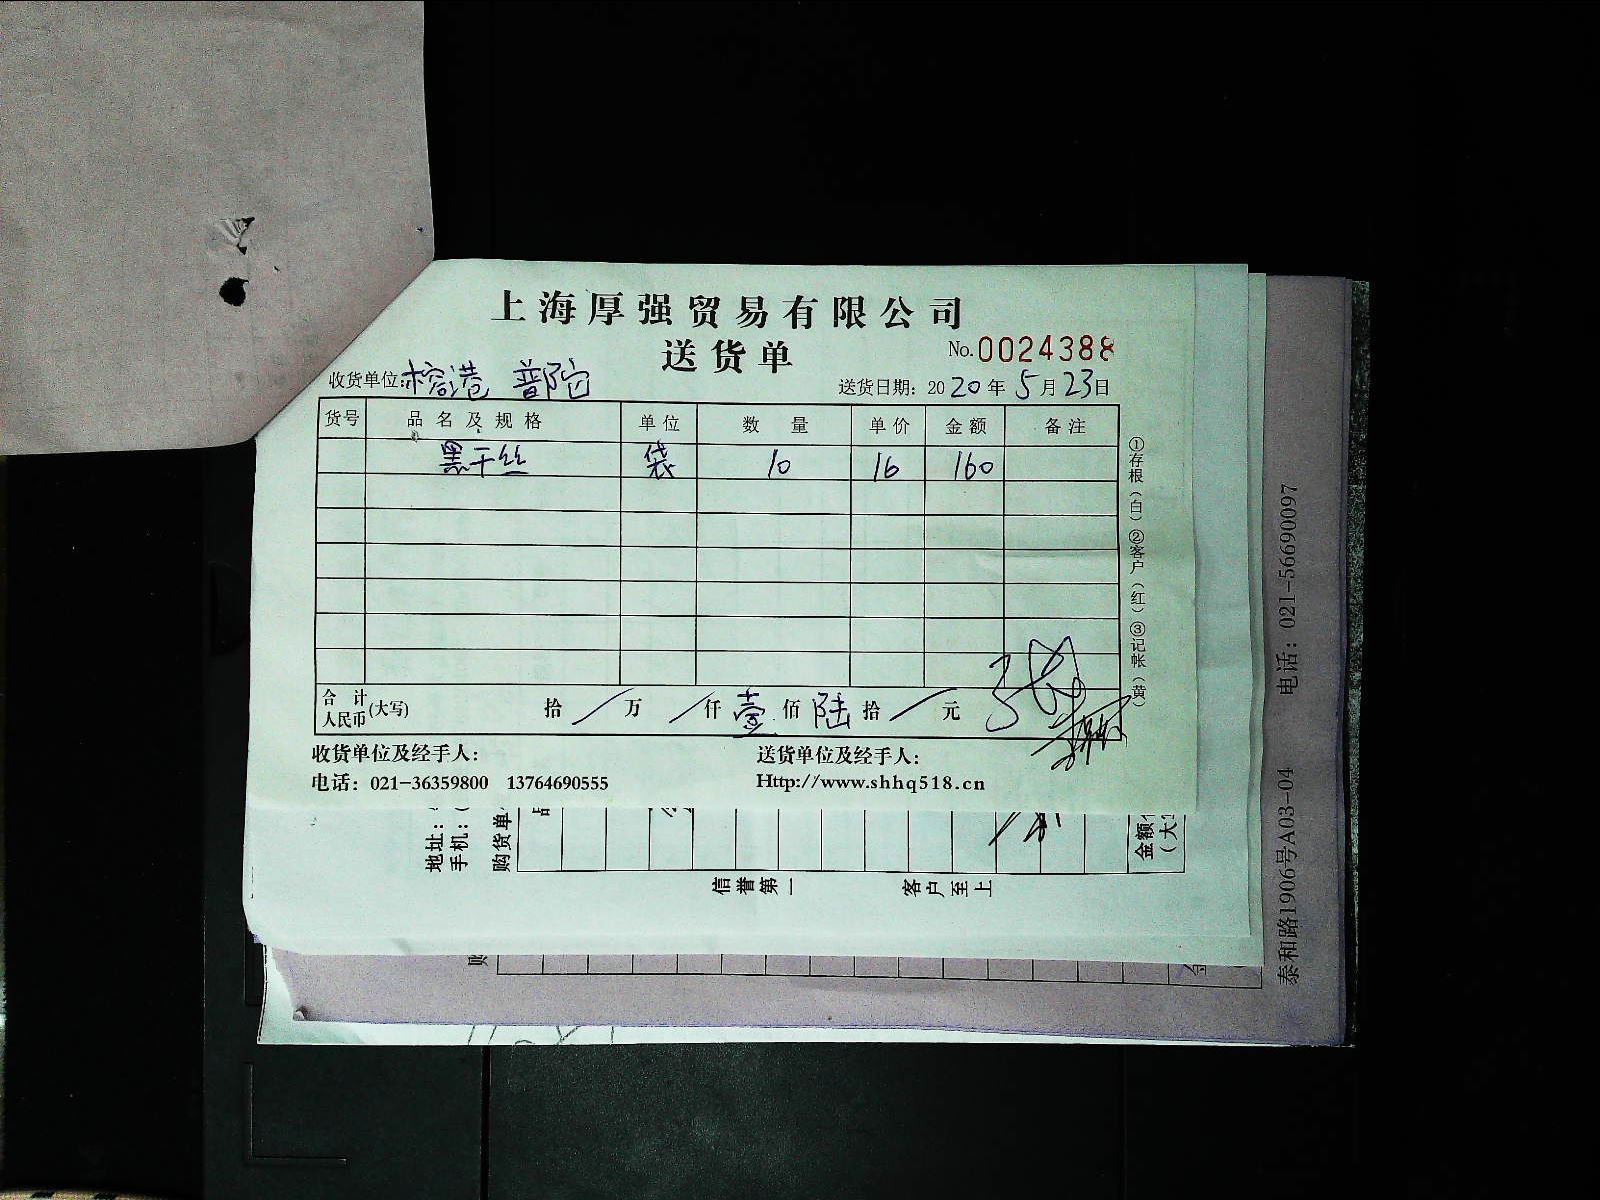 上海厚强贸易有限公司
送货单
No.0024388
收货单位: 榕港 普陀
送货日期: 2020年5月23日
货号 品名及规格 单位 数量 单价 金额 备注
黑干丝 袋 10 16 160
①存根(白)②客户(红)③记帐(黄)
合计人民币(大写) 拾/万/仟壹佰陆拾/元
收货单位及经手人:
送货单位及经手人:
电话: 021-36359800 13764690555
Http://www.shhq518.cn
地址:
手机:(
购货单
金额
(大
信誉第一
客户至上
泰和路1906号A03-04 电话: 021-56690097